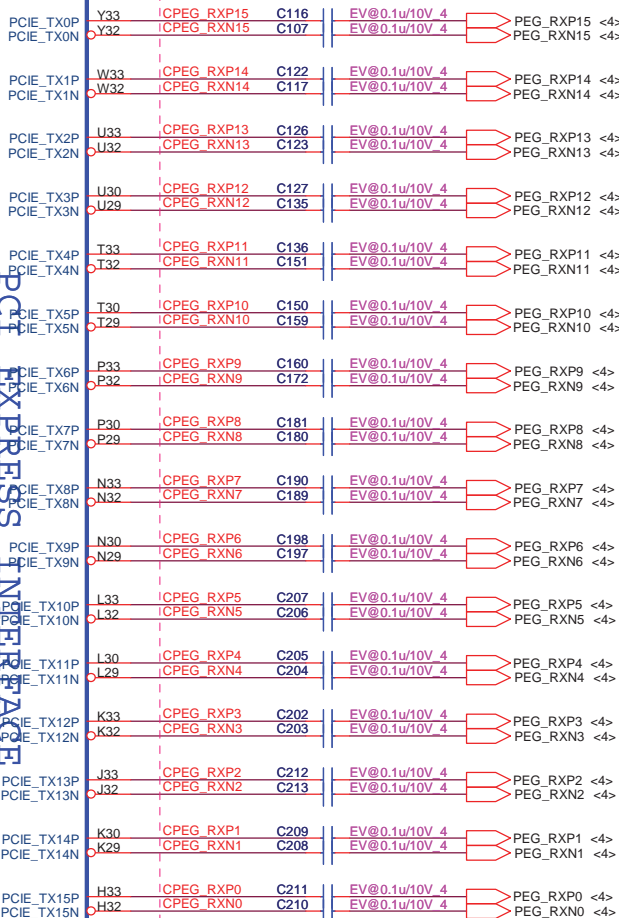 PCIE_TX0P Y33 CPEG_RXP15 C116 EV@0.1u/10V_4 PEG_RXP15 <4>
PCIE_TX0N Y32 CPEG_RXN15 C107 EV@0.1u/10V_4 PEG_RXN15 <4>
PCIE_TX1P W33 CPEG_RXP14 C122 EV@0.1u/10V_4 PEG_RXP14 <4>
PCIE_TX1N W32 CPEG_RXN14 C117 EV@0.1u/10V_4 PEG_RXN14 <4>
PCIE_TX2P U33 CPEG_RXP13 C126 EV@0.1u/10V_4 PEG_RXP13 <4>
PCIE_TX2N U32 CPEG_RXN13 C123 EV@0.1u/10V_4 PEG_RXN13 <4>
PCIE_TX3P U30 CPEG_RXP12 C127 EV@0.1u/10V_4 PEG_RXP12 <4>
PCIE_TX3N U29 CPEG_RXN12 C135 EV@0.1u/10V_4 PEG_RXN12 <4>
PCIE_TX4P T33 CPEG_RXP11 C136 EV@0.1u/10V_4 PEG_RXP11 <4>
PCIE_TX4N T32 CPEG_RXN11 C151 EV@0.1u/10V_4 PEG_RXN11 <4>
PCIE_TX5P T30 CPEG_RXP10 C150 EV@0.1u/10V_4 PEG_RXP10 <4>
PCIE_TX5N T29 CPEG_RXN10 C159 EV@0.1u/10V_4 PEG_RXN10 <4>
PCIE_TX6P P33 CPEG_RXP9 C160 EV@0.1u/10V_4 PEG_RXP9 <4>
PCIE_TX6N P32 CPEG_RXN9 C172 EV@0.1u/10V_4 PEG_RXN9 <4>
PCIE_TX7P P30 CPEG_RXP8 C181 EV@0.1u/10V_4 PEG_RXP8 <4>
PCIE_TX7N P29 CPEG_RXN8 C180 EV@0.1u/10V_4 PEG_RXN8 <4>
PCIE_TX8P N33 CPEG_RXP7 C190 EV@0.1u/10V_4 PEG_RXP7 <4>
PCIE_TX8N N32 CPEG_RXN7 C189 EV@0.1u/10V_4 PEG_RXN7 <4>
PCIE_TX9P N30 CPEG_RXP6 C198 EV@0.1u/10V_4 PEG_RXP6 <4>
PCIE_TX9N N29 CPEG_RXN6 C197 EV@0.1u/10V_4 PEG_RXN6 <4>
PCIE_TX10P L33 CPEG_RXP5 C207 EV@0.1u/10V_4 PEG_RXP5 <4>
PCIE_TX10N L32 CPEG_RXN5 C206 EV@0.1u/10V_4 PEG_RXN5 <4>
PCIE_TX11P L30 CPEG_RXP4 C205 EV@0.1u/10V_4 PEG_RXP4 <4>
PCIE_TX11N L29 CPEG_RXN4 C204 EV@0.1u/10V_4 PEG_RXN4 <4>
PCIE_TX12P K33 CPEG_RXP3 C202 EV@0.1u/10V_4 PEG_RXP3 <4>
PCIE_TX12N K32 CPEG_RXN3 C203 EV@0.1u/10V_4 PEG_RXN3 <4>
PCIE_TX13P J33 CPEG_RXP2 C212 EV@0.1u/10V_4 PEG_RXP2 <4>
PCIE_TX13N J32 CPEG_RXN2 C213 EV@0.1u/10V_4 PEG_RXN2 <4>
PCIE_TX14P K30 CPEG_RXP1 C209 EV@0.1u/10V_4 PEG_RXP1 <4>
PCIE_TX14N K29 CPEG_RXN1 C208 EV@0.1u/10V_4 PEG_RXN1 <4>
PCIE_TX15P H33 CPEG_RXP0 C211 EV@0.1u/10V_4 PEG_RXP0 <4>
PCIE_TX15N H32 CPEG_RXN0 C210 EV@0.1u/10V_4 PEG_RXN0 <4>
PCI EXPRESS INTERFACE